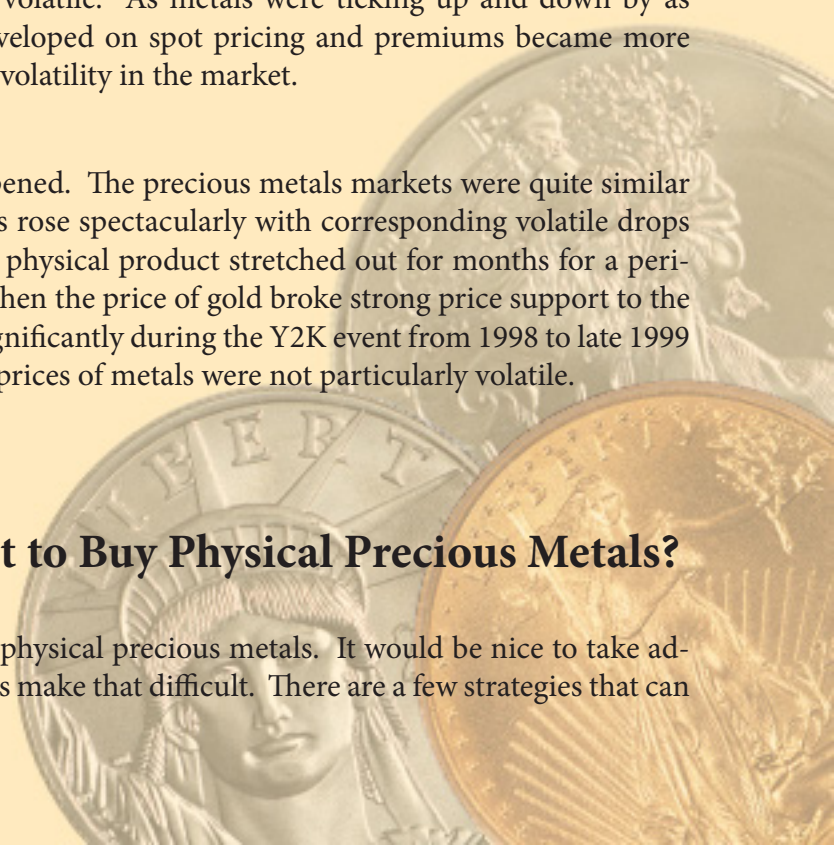 volatile. As metals were ticking up and down by as
veloped on spot pricing and premiums became more
volatility in the market.
pened. The precious metals markets were quite similar
s rose spectacularly with corresponding volatile drops
physical product stretched out for months for a peri-
hen the price of gold broke strong price support to the
gnificantly during the Y2K event from 1998 to late 1999
prices of metals were not particularly volatile.
LIBERTY
LIBERTY
t to Buy Physical Precious Metals?
physical precious metals. It would be nice to take ad-
s make that difficult. There are a few strategies that can